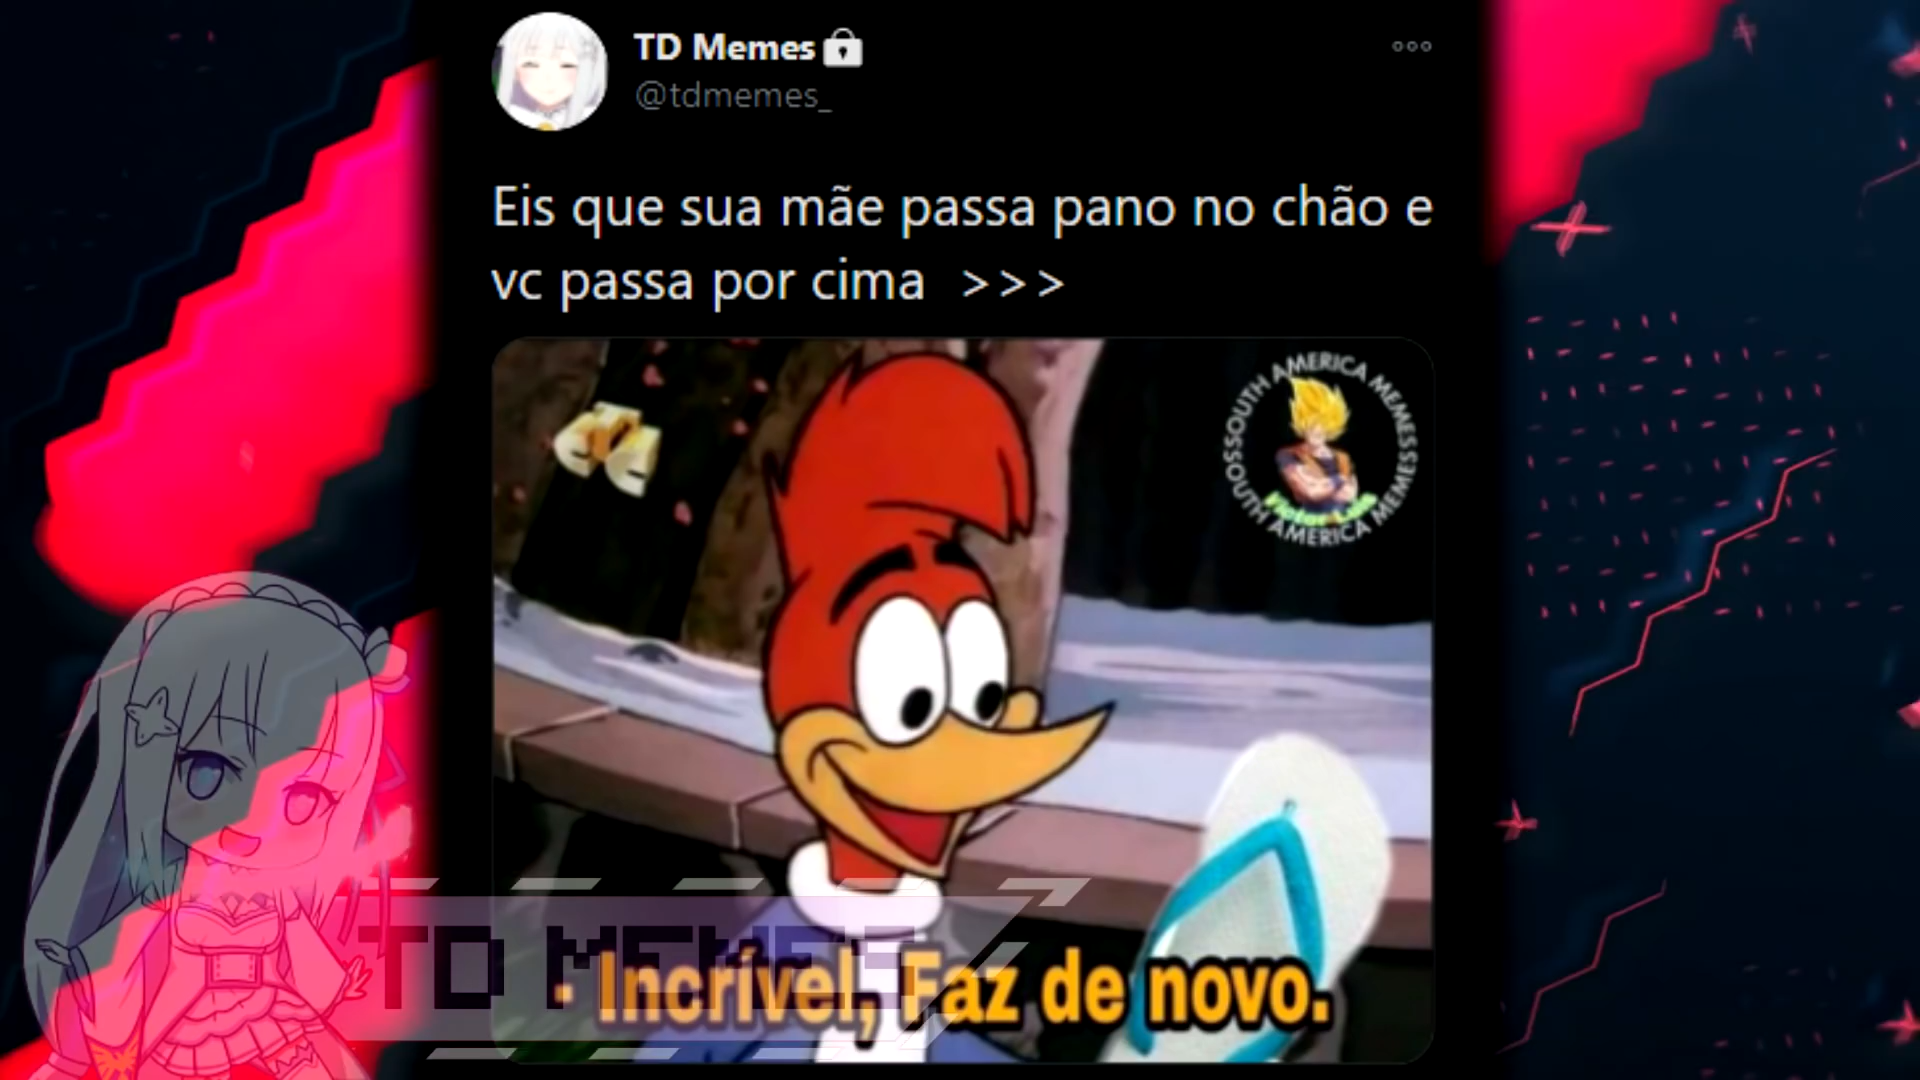 TD Memes
@tdmemes_
Eis que sua mãe passa pano no chão e
vc passa por cima >>>
SOUTH AMERICA MEMES
SOUTH AMERICA MEMES
TD MEMES
- Incrível, Faz de novo.